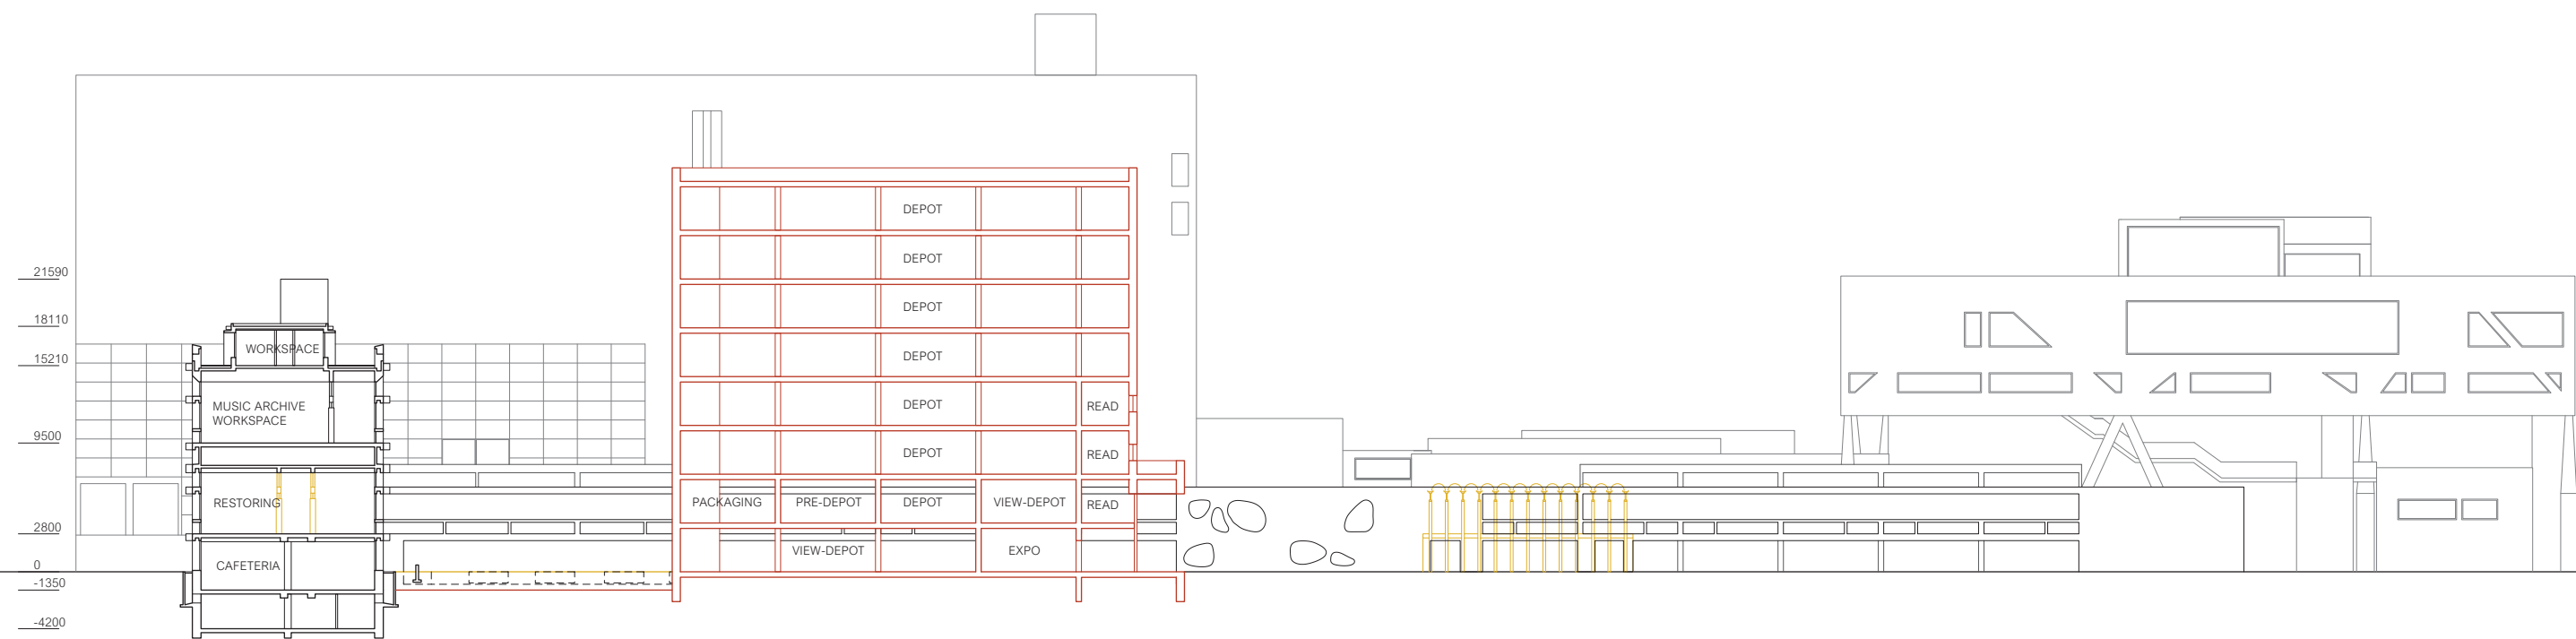 DEPOT
DEPOT
21590
DEPOT
18110
WORKSPACE
DEPOT
15210
MUSIC ARCHIVE
WORKSPACE
DEPOT
READ
9500
DEPOT
READ
RESTORING
PACKAGING
PRE-DEPOT
DEPOT
VIEW-DEPOT
READ
2800
VIEW-DEPOT
EXPO
CAFETERIA
0
-1350
-4200